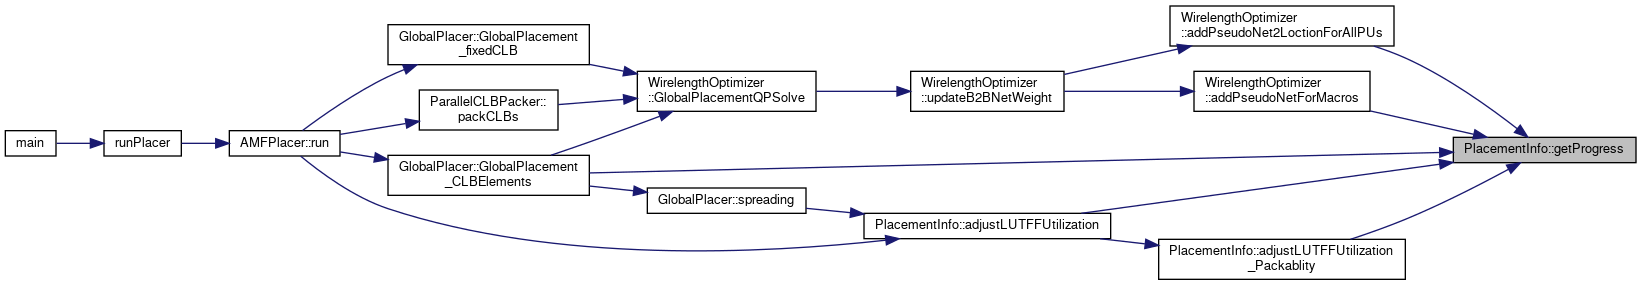 main
runPlacer
AMFPlacer::run
GlobalPlacer::GlobalPlacement
_fixedCLB
ParallelCLBPacker::
packCLBs
GlobalPlacer::GlobalPlacement
_CLBElements
WirelengthOptimizer
::GlobalPlacementQPSolve
GlobalPlacer::spreading
WirelengthOptimizer
::updateB2BNetWeight
PlacementInfo::adjustLUTFFUtilization
WirelengthOptimizer
::addPseudoNet2LoctionForAllPUs
WirelengthOptimizer
::addPseudoNetForMacros
PlacementInfo::adjustLUTFFUtilization
_Packablity
PlacementInfo::getProgress